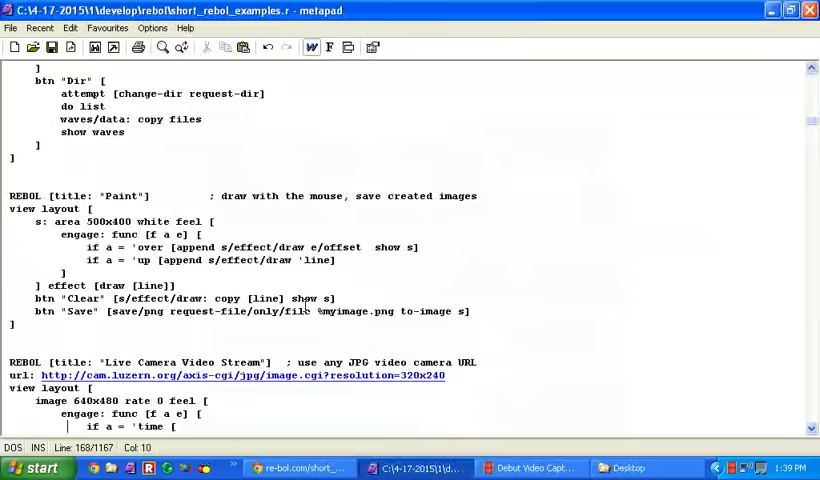 C:\4-17-2015\1\develop\rebol\short_rebol_examples.r - metapad
File Edit Favourites Options Help
]
btn "Dir" [
attempt [change-dir request-dir]
do list
waves/data: copy files
show waves
]
]
REBOL [title: "Paint"] ; draw with the mouse, save created images
view layout [
s: area 500x400 white feel [
engage: func [f a e] [
if a = 'over [append s/effect/draw e/offset show s]
if a = 'up [append s/effect/draw 'line]
]
] effect [draw [line]]
btn "Clear" [s/effect/draw: copy [line] show s]
btn "Save" [save/png request-file/only/file %myimage.png to-image s]
]
REBOL [title: "Live Camera Video Stream"] ; use any JPG video camera URL
url: http://cam.luzern.org/axis-cgi/jpg/image.cgi?resolution=320x240
view layout [
image 640x480 rate 0 feel [
engage: func [f a e] [
if a = 'time [
DOS INS Line: 168/1167 Col: 10
start re-bol.com/short_... C:\4-17-2015\1\d... Debut Video Capt... Desktop 1:39 PM